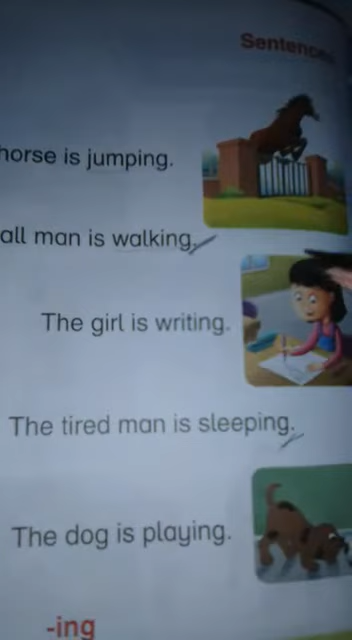 Sentences
horse is jumping.
all man is walking.
The girl is writing.
The tired man is sleeping.
The dog is playing.
-ing